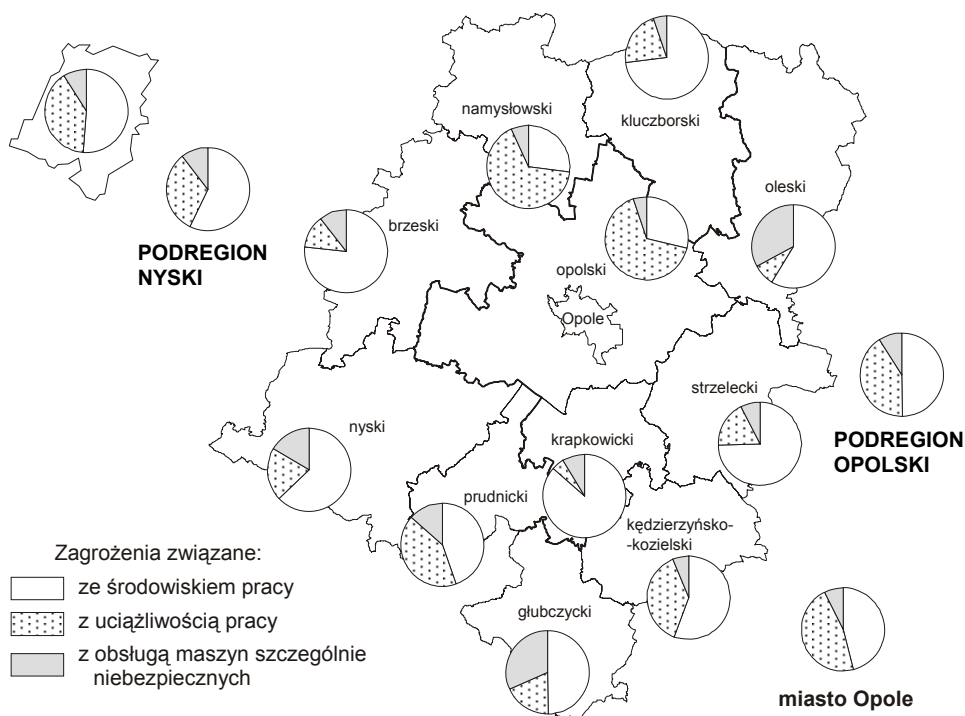 namysłowski
kluczborski
oleski
brzeski
PODREGION
NYSKI
opolski
Opole
strzelecki
PODREGION
OPOLSKI
nyski
krapkowicki
prudnicki
kędzierzyńsko-
-kozielski
głubczycki
miasto Opole
Zagrożenia związane:
ze środowiskiem pracy
z uciążliwością pracy
z obsługą maszyn szczególnie
niebezpiecznych